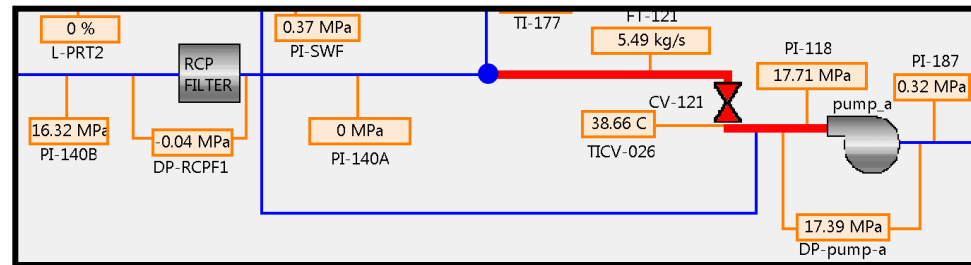 0 %
L-PRT2
RCP
FILTER
0.37 MPa
PI-SWF
TI-177
FT-121
5.49 kg/s
PI-118
17.71 MPa
PI-187
0.32 MPa
CV-121
pump_a
16.32 MPa
PI-140B
-0.04 MPa
DP-RCPF1
0 MPa
PI-140A
38.66 C
TICV-026
17.39 MPa
DP-pump-a